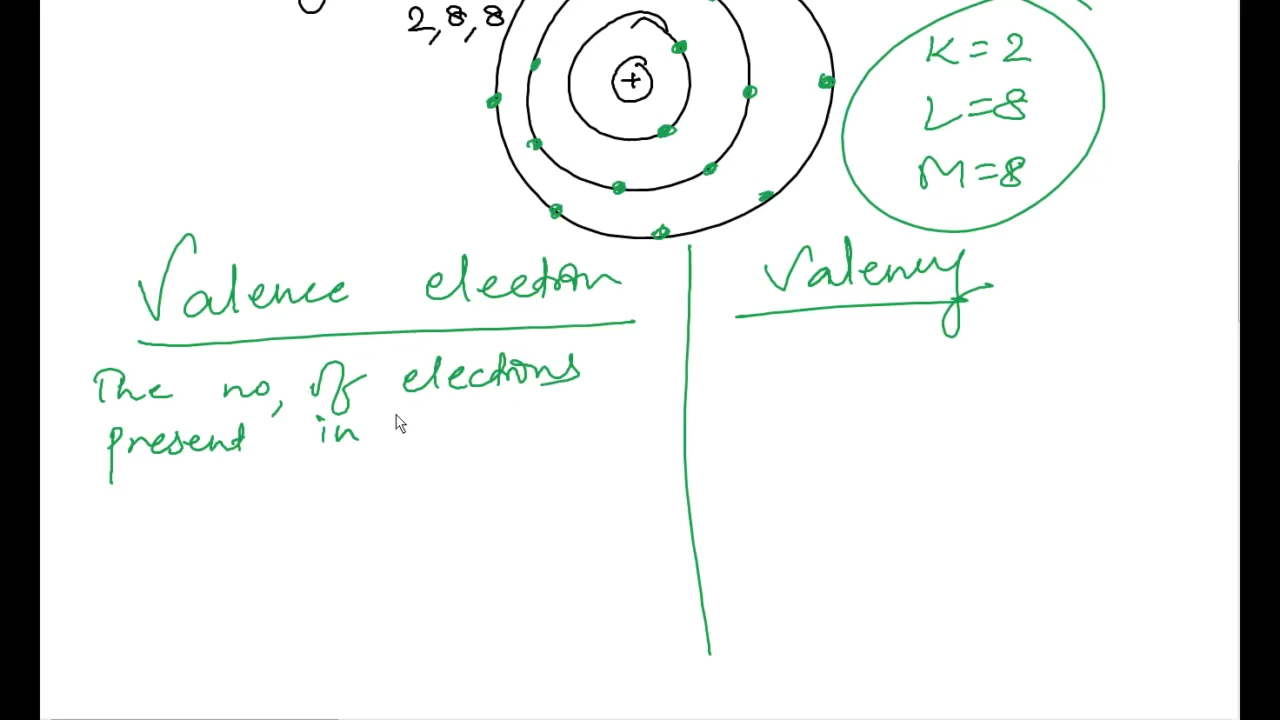 2, 8, 8
+
K = 2
L = 8
M = 8
Valence electron
Valency
The no, of electrons
present in